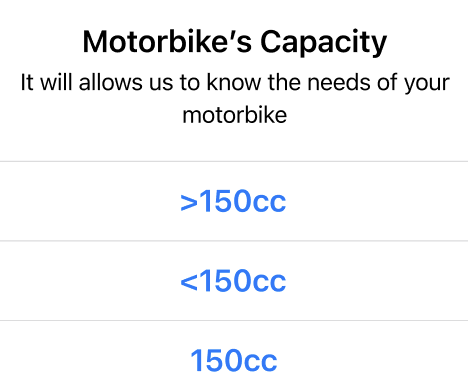 Motorbike’s Capacity
It will allows us to know the needs of your
motorbike
>150cc
<150cc
150cc